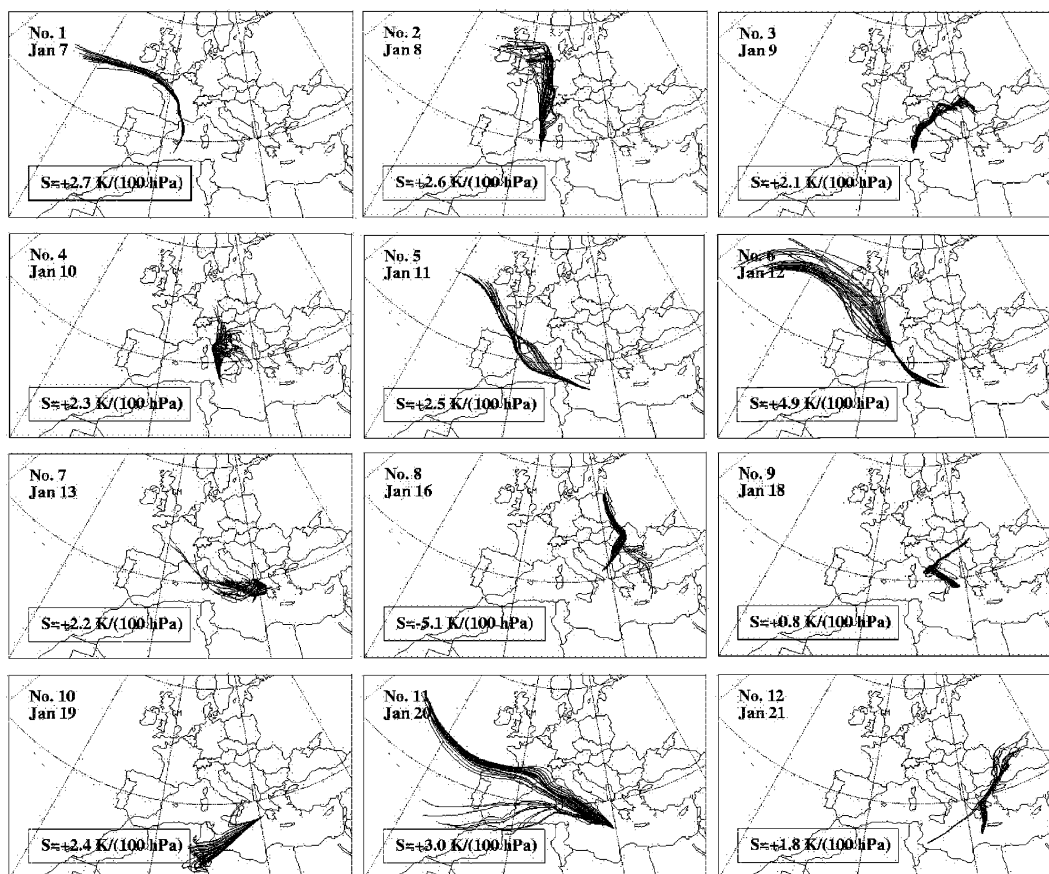 No. 1
Jan 7
S=+2.7 K/(100 hPa)
No. 2
Jan 8
S=+2.6 K/(100 hPa)
No. 3
Jan 9
S=+2.1 K/(100 hPa)
No. 4
Jan 10
S=+2.3 K/(100 hPa)
No. 5
Jan 11
S=+2.5 K/(100 hPa)
No. 6
Jan 12
S=+4.9 K/(100 hPa)
No. 7
Jan 13
S=+2.2 K/(100 hPa)
No. 8
Jan 16
S=-5.1 K/(100 hPa)
No. 9
Jan 18
S=+0.8 K/(100 hPa)
No. 10
Jan 19
S=+2.4 K/(100 hPa)
No. 11
Jan 20
S=+3.0 K/(100 hPa)
No. 12
Jan 21
S=+1.8 K/(100 hPa)